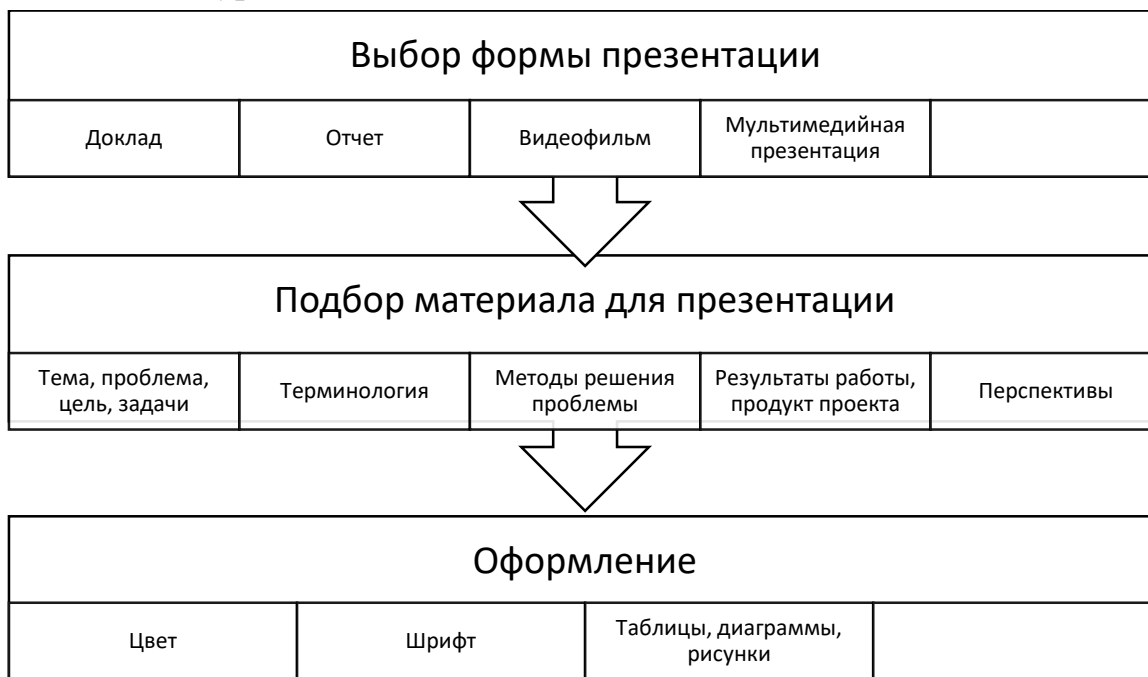 Выбор формы презентации
Доклад
Отчет
Видеофильм
Мультимедийная
презентация
Подбор материала для презентации
Тема, проблема,
цель, задачи
Терминология
Методы решения
проблемы
Результаты работы,
продукт проекта
Перспективы
Оформление
Цвет
Шрифт
Таблицы, диаграммы,
рисунки